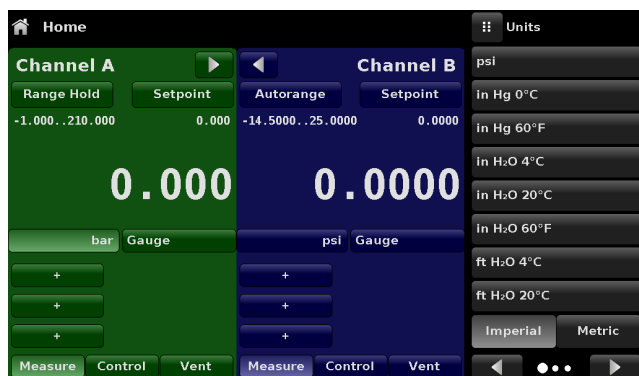 Home
Channel A
Range Hold Setpoint
-1.000..210.000 0.000
0.000
bar Gauge
+
+
+
Measure Control Vent
Channel B
Autorange Setpoint
-14.5000..25.0000 0.0000
0.0000
psi Gauge
+
+
+
Measure Control Vent
Units
psi
in Hg 0°C
in Hg 60°F
in H₂O 4°C
in H₂O 20°C
in H₂O 60°F
ft H₂O 4°C
ft H₂O 20°C
Imperial Metric